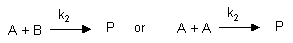 A + B k2 P or A + A k2 P